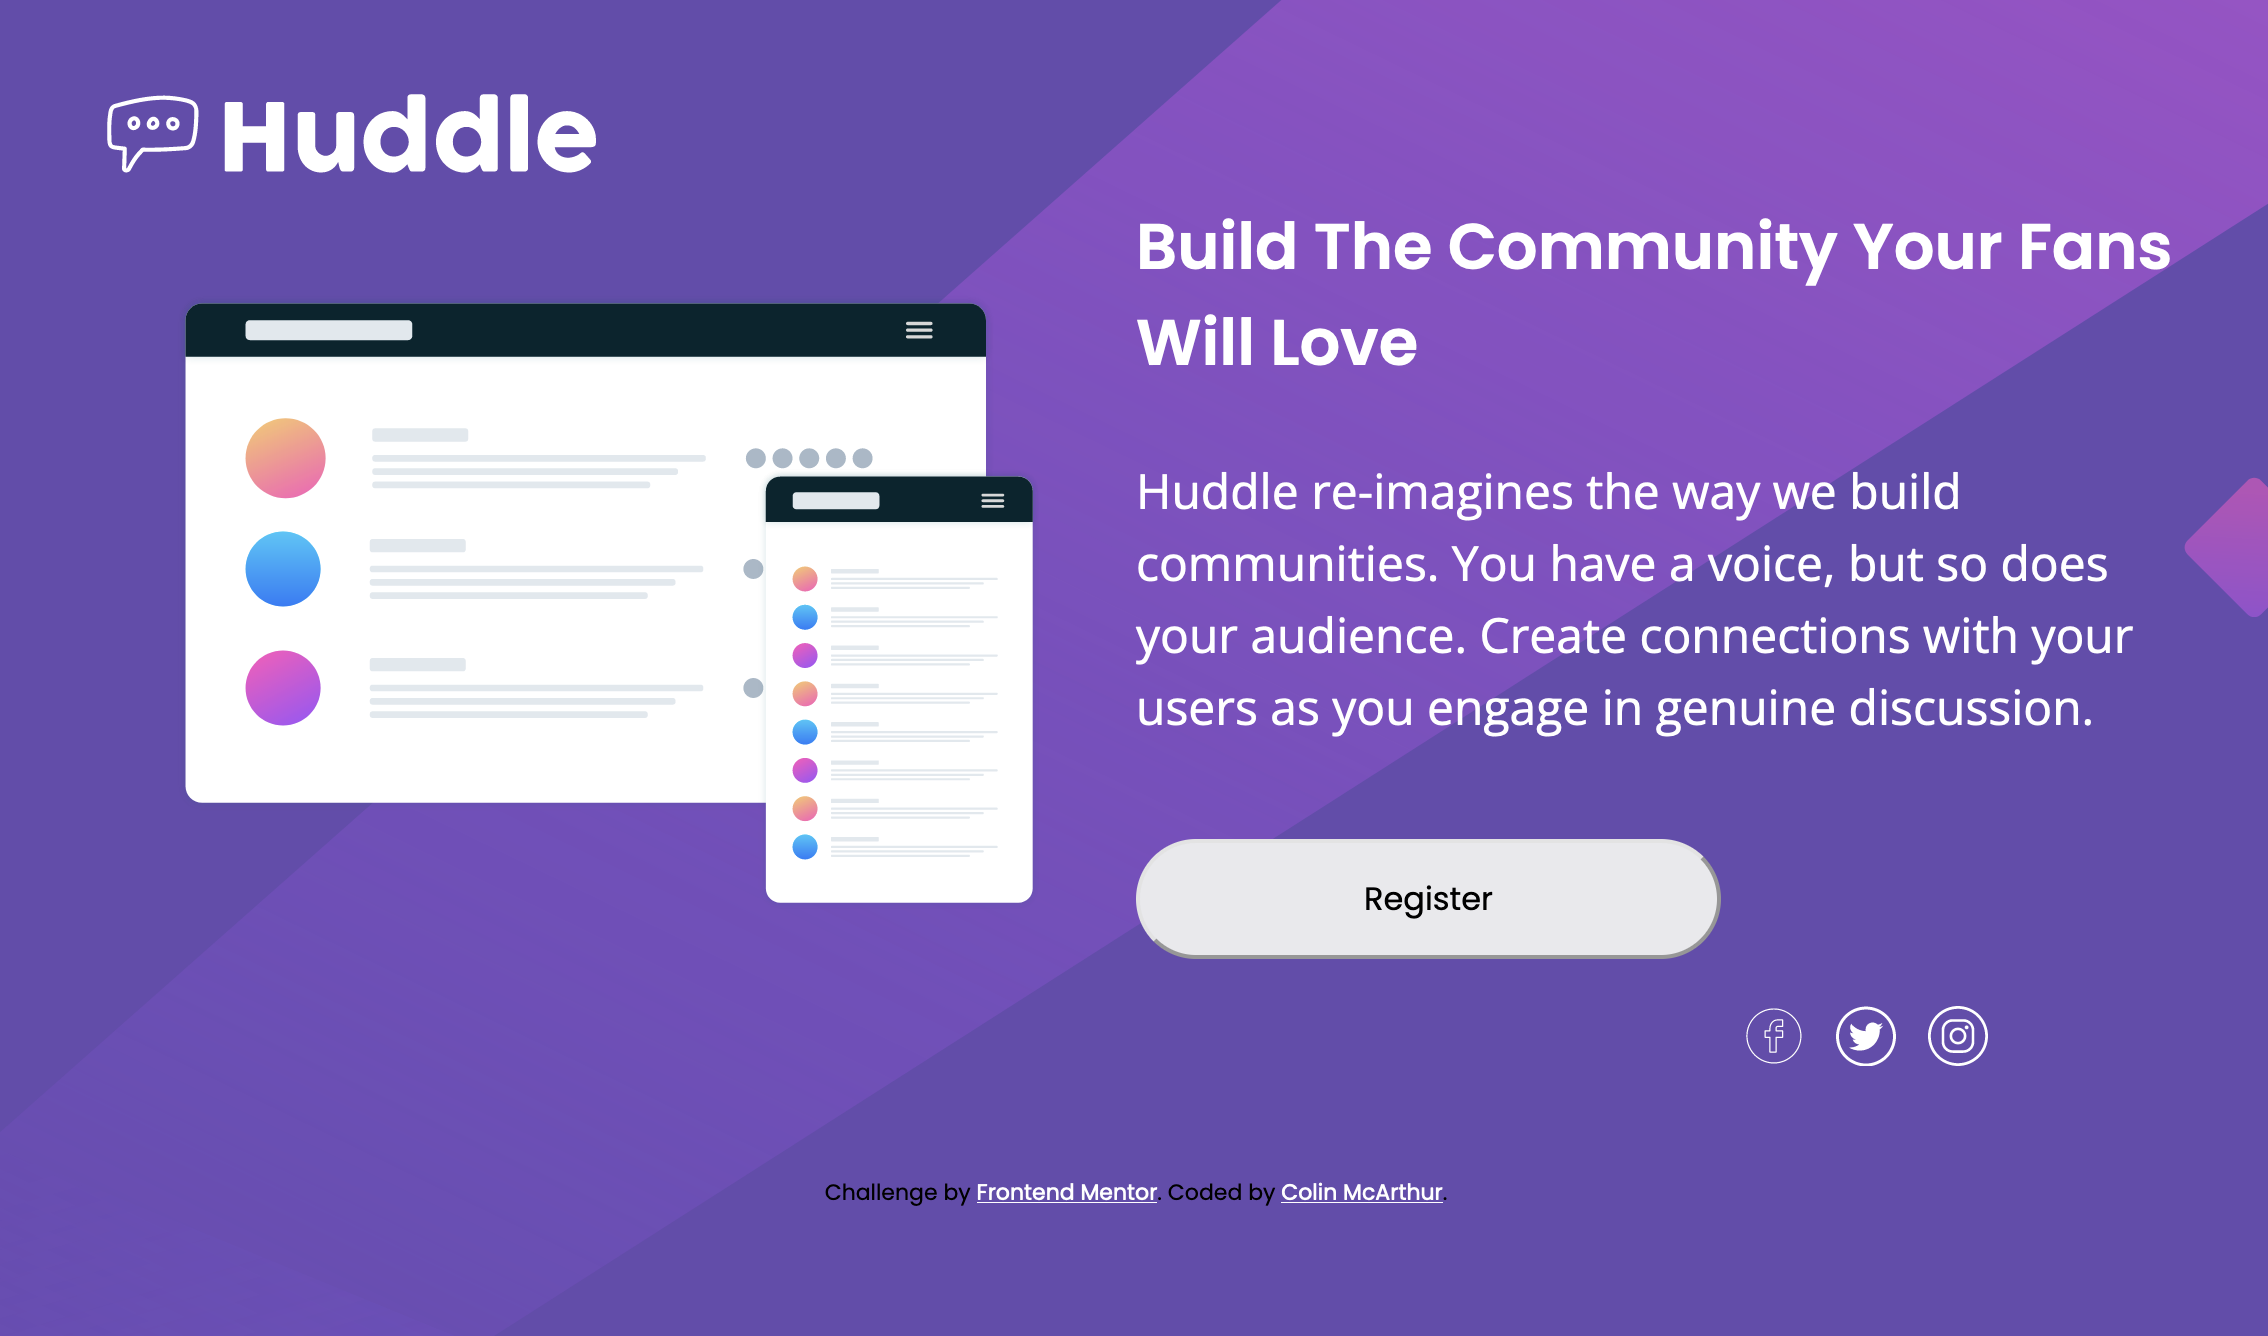 Huddle
Build The Community Your Fans
Will Love
Huddle re-imagines the way we build
communities. You have a voice, but so does
your audience. Create connections with your
users as you engage in genuine discussion.
Register
Challenge by Frontend Mentor. Coded by Colin McArthur.